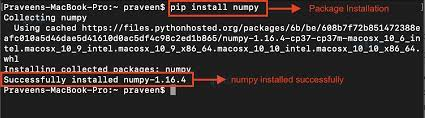 Praveens-MacBook-Pro:~ praveen$ pip install numpy
Package Installation
Collecting numpy
Using cached https://files.pythonhosted.org/packages/6b/be/608b7f72b851472388e
afc010a5d46dae5d41610d0ac5df4c98c2ed1b865/numpy-1.16.4-cp37-cp37m-macosx_10_6_in
tel.macosx_10_9_intel.macosx_10_9_x86_64.macosx_10_10_intel.macosx_10_10_x86_64.
whl
Installing collected packages: numpy
Successfully installed numpy-1.16.4
numpy installed successfully
Praveens-MacBook-Pro:~ praveen$